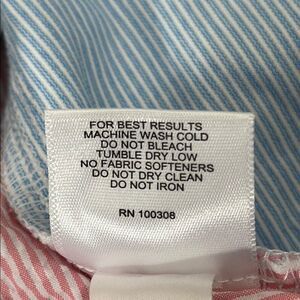 FOR BEST RESULTS
MACHINE WASH COLD
DO NOT BLEACH
TUMBLE DRY LOW
NO FABRIC SOFTENERS
DO NOT DRY CLEAN
DO NOT IRON
RN 100308